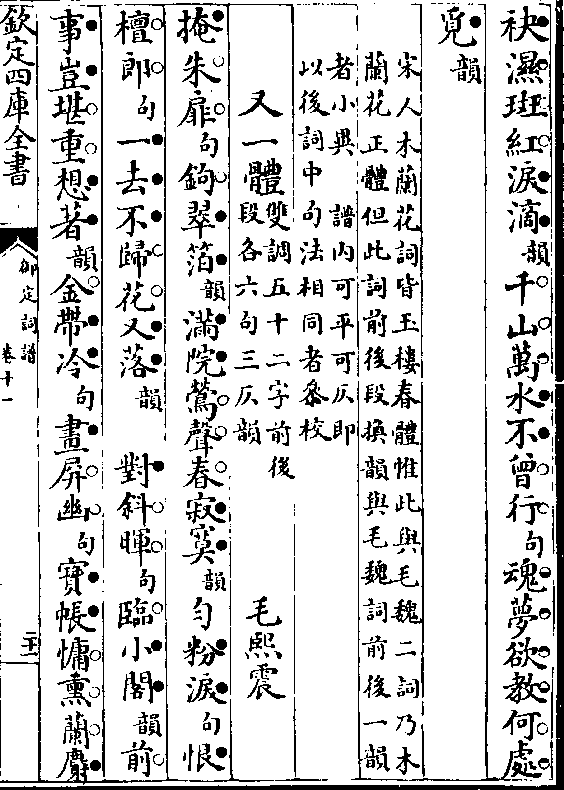 袂濕斑紅淚滴韻千山萬水不曾行句魂夢欲教何處
覓韻
宋人木蘭花詞皆玉樓春體惟此與毛魏二詞乃木
蘭花正體但此詞前後段換韻與毛魏詞前後一韻
者小異　譜内可平可仄即
以後詞中句法相同者叅校
又一體雙調五十二字前後段各六句三仄韻　毛熙震
掩朱扉句鉤翠箔韻滿院鶯聲春寂寞韻勻粉淚句恨
檀郎句一去不歸花又落韻　對斜暉句臨小閣韻前
事豈堪重想著韻金帶冷句畫屏幽句寶帳慵熏蘭麝
欽定四庫全書
御定詞譜
卷十一
二十一